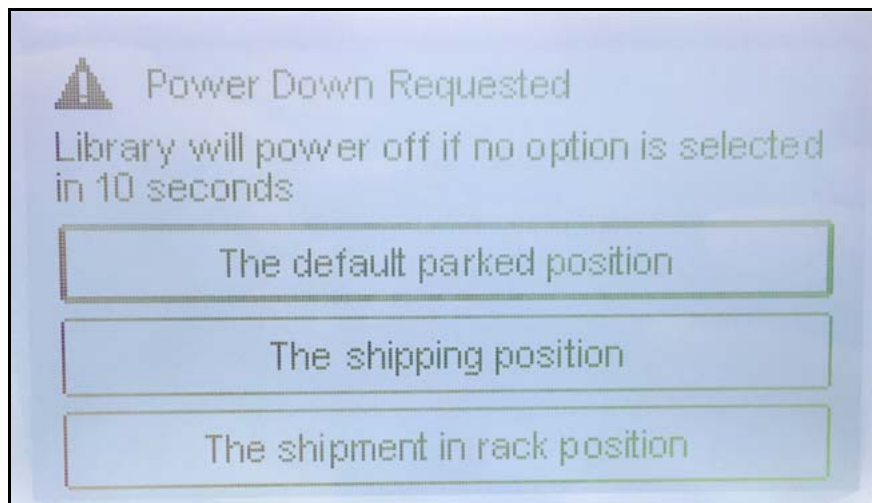 Power Down Requested
Library will power off if no option is selected
in 10 seconds
The default parked position
The shipping position
The shipment in rack position